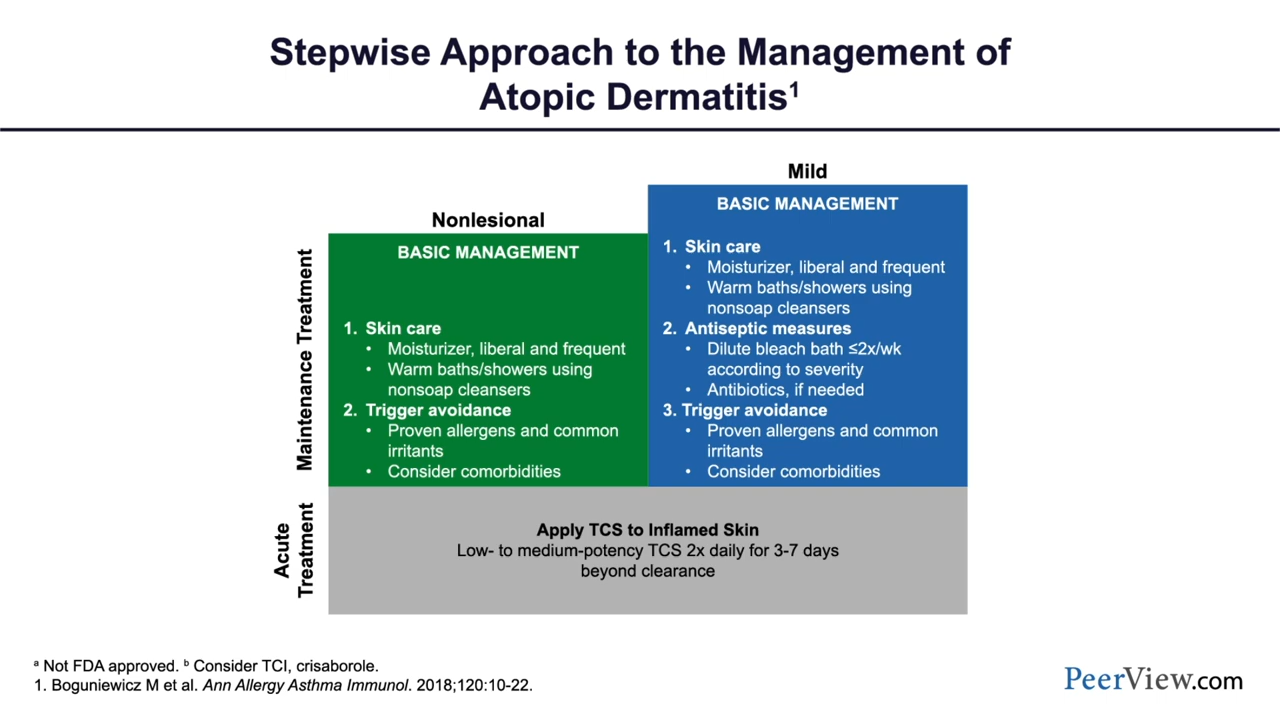 Stepwise Approach to the Management of
Atopic Dermatitis1
Nonlesional
BASIC MANAGEMENT
1. Skin care
• Moisturizer, liberal and frequent
• Warm baths/showers using
nonsoap cleansers
2. Trigger avoidance
• Proven allergens and common
irritants
• Consider comorbidities
Mild
BASIC MANAGEMENT
1. Skin care
• Moisturizer, liberal and frequent
• Warm baths/showers using
nonsoap cleansers
2. Antiseptic measures
• Dilute bleach bath ≤2x/wk
according to severity
• Antibiotics, if needed
3. Trigger avoidance
• Proven allergens and common
irritants
• Consider comorbidities
Maintenance Treatment
Acute
Treatment
Apply TCS to Inflamed Skin
Low- to medium-potency TCS 2x daily for 3-7 days
beyond clearance
a Not FDA approved. b Consider TCI, crisaborole.
1. Boguniewicz M et al. Ann Allergy Asthma Immunol. 2018;120:10-22.
PeerView.com